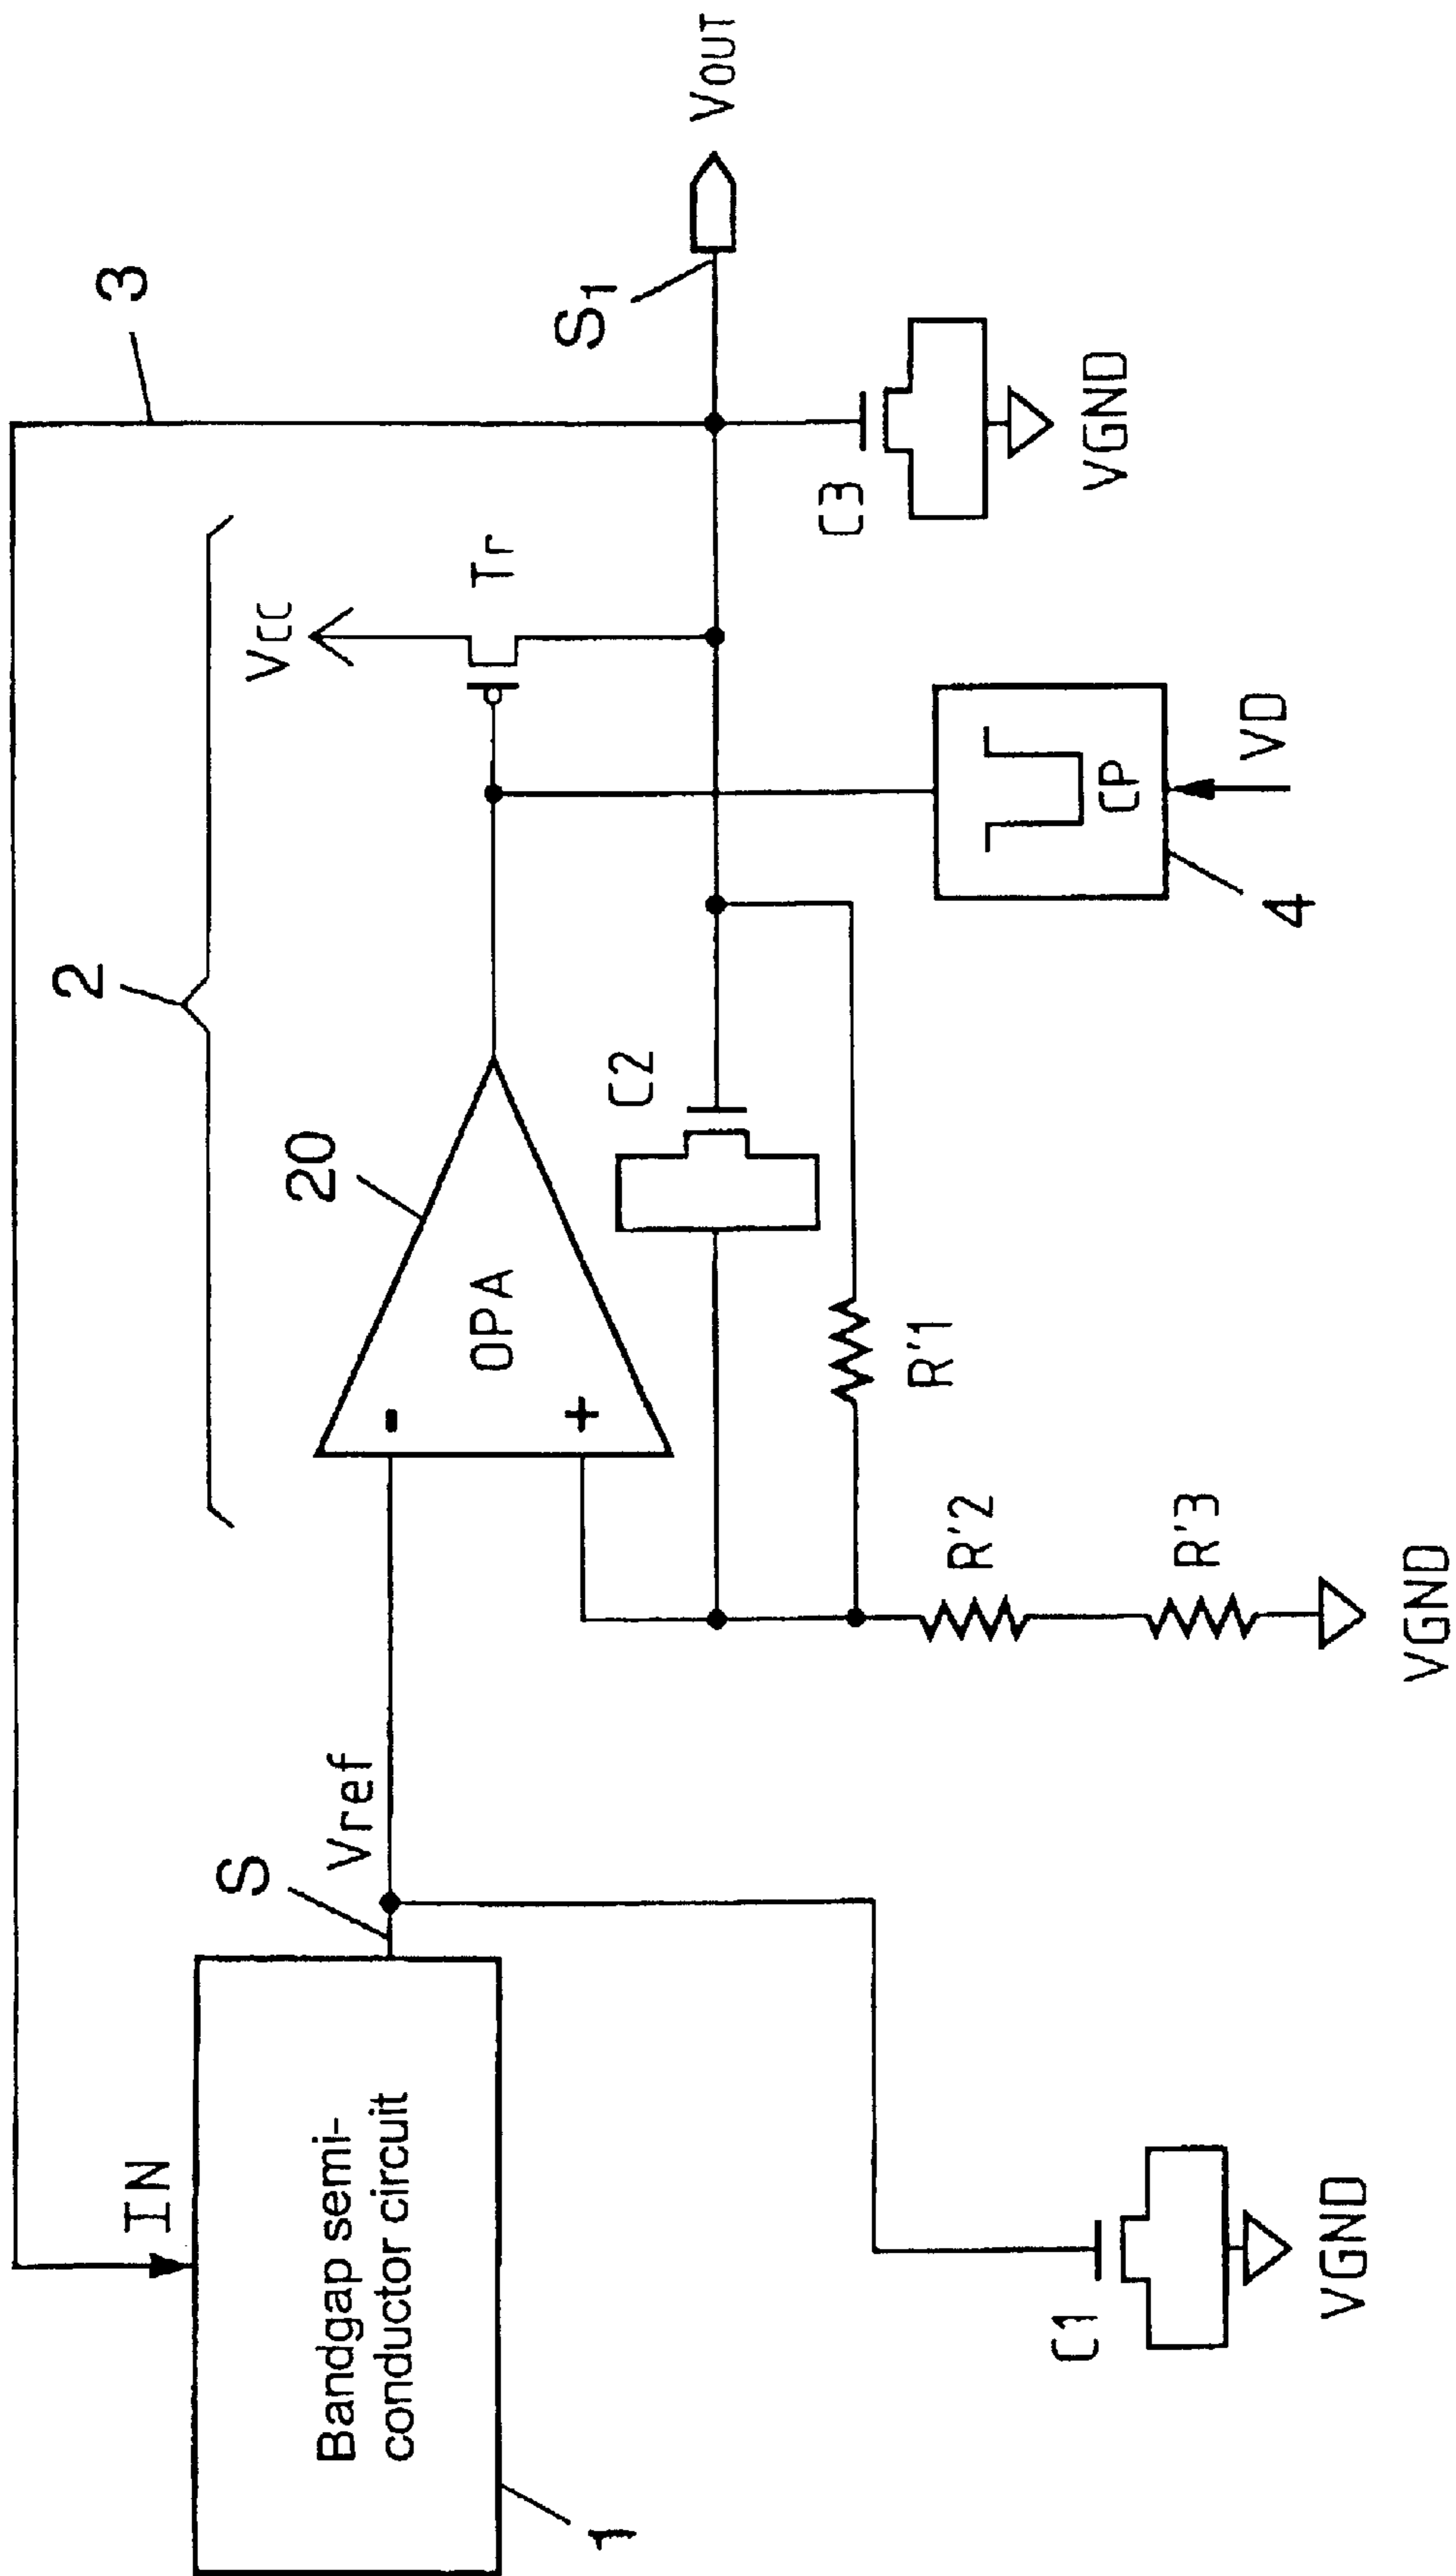 3
2
IN
VCC
Tr
S
Vref
20
-
OPA
+
S1
VOUT
Bandgap semi-
conductor circuit
C2
C3
VGND
1
R'1
R'2
CP
R'3
VD
4
C1
VGND
VGND